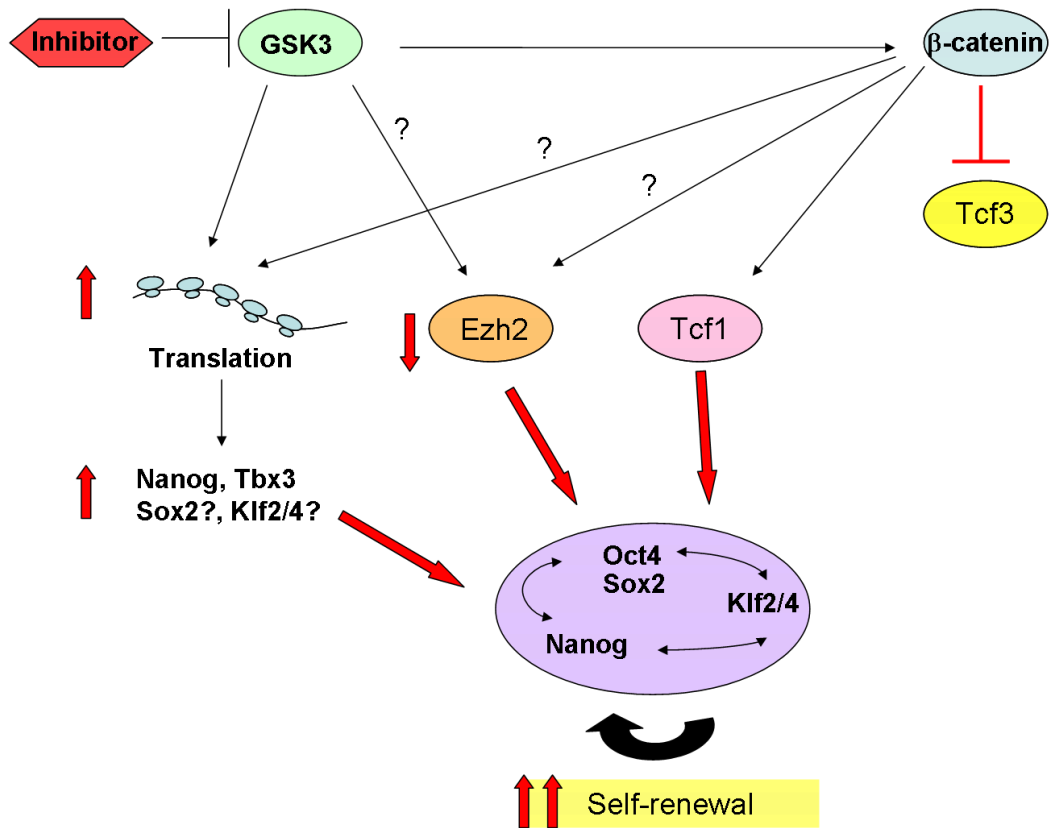 Inhibitor
GSK3
β-catenin
?
?
?
Tcf3
Ezh2
Tcf1
Translation
Nanog, Tbx3
Sox2?, Klf2/4?
Oct4
Sox2
Klf2/4
Nanog
Self-renewal